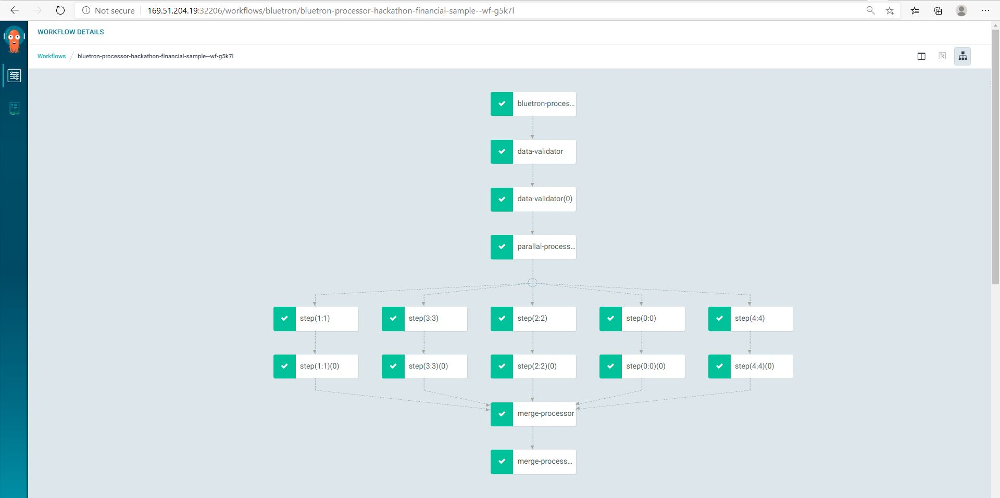 Not secure 169.51.204.19:32206/workflows/bluetron/bluetron-processor-hackathon-financial-sample--wf-g5k7l
WORKFLOW DETAILS
Workflows / bluetron-processor-hackathon-financial-sample--wf-g5k7l
bluetron-proces...
data-validator
data-validator(0)
parallal-process...
step(1:1) step(3:3) step(2:2) step(0:0) step(4:4)
step(1:1)(0) step(3:3)(0) step(2:2)(0) step(0:0)(0) step(4:4)(0)
merge-processor
merge-process...